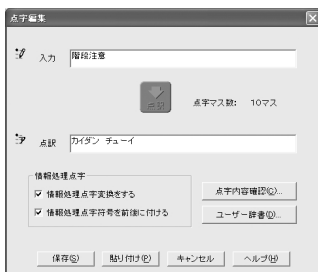 点字編集
入力 階段注意
点訳 点字マス数: 10マス
点訳 カイダン チューイ
情報処理点字
情報処理点字変換をする 点字内容確認(C)...
情報処理点字符号を前後に付ける ユーザー辞書(D)...
保存(S) 貼り付け(P) キャンセル ヘルプ(H)